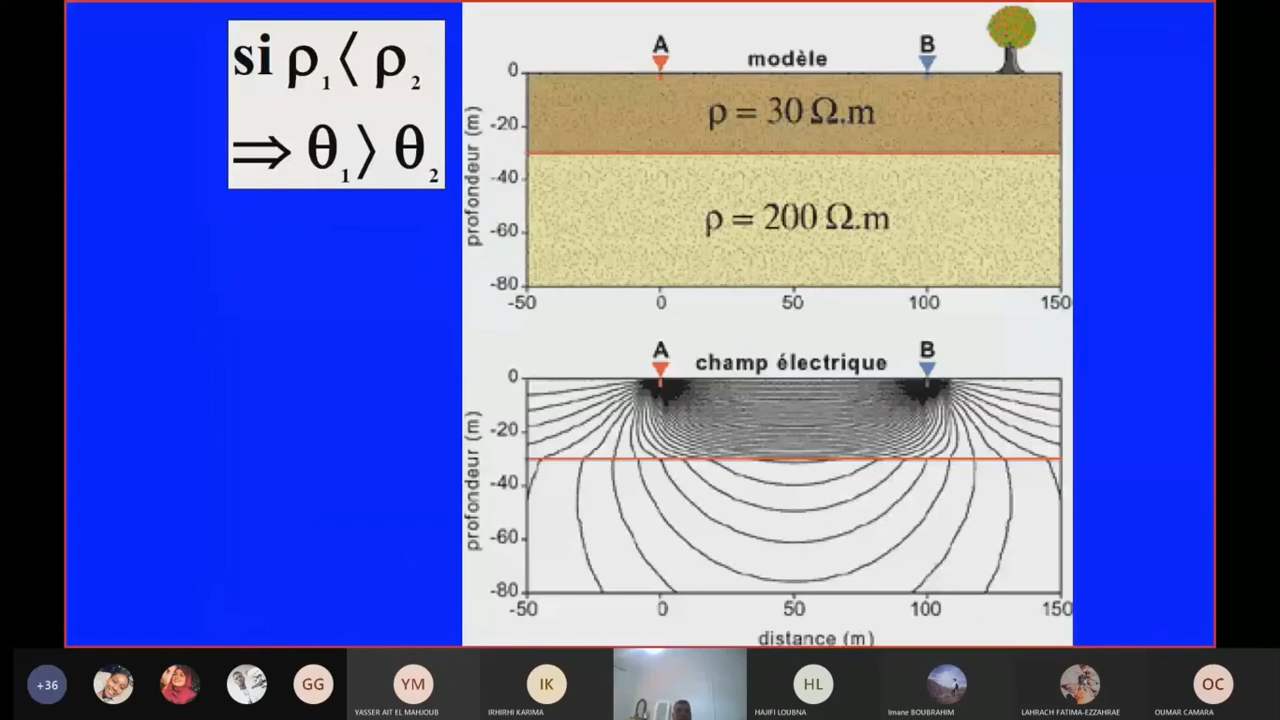 si ρ₁ ⟨ ρ₂
⇒ θ₁ ⟩ θ₂
A
modèle
B
0
-20
-40
-60
-80
profondeur (m)
ρ = 30 Ω.m
ρ = 200 Ω.m
-50 0 50 100 150
A
champ électrique
B
0
-20
-40
-60
-80
profondeur (m)
-50 0 50 100 150
distance (m)
+36
GG
YM
YASSER AIT EL MAHJOUB
IK
IRHIRHI KARIMA
HL
HAJIFI LOUBNA
Imane BOUBRAHIM
LAHRACH FATIMA-EZZAHRAE
OC
OUMAR CAMARA